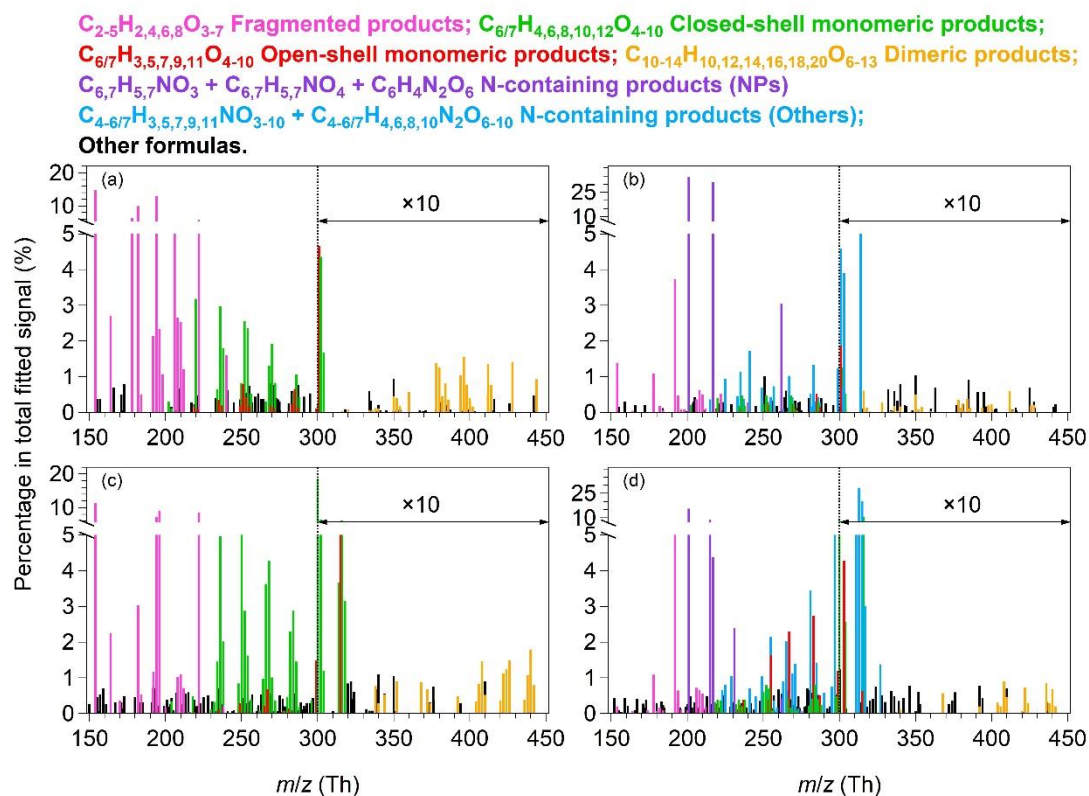 C2-5H2,4,6,8O3-7 Fragmented products; C6/7H4,6,8,10,12O4-10 Closed-shell monomeric products;
C6/7H3,5,7,9,11O4-10 Open-shell monomeric products; C10-14H10,12,14,16,18,20O6-13 Dimeric products;
C6,7H5,7NO3 + C6,7H5,7NO4 + C6H4N2O6 N-containing products (NPs)
C4-6/7H3,5,7,9,11NO3-10 + C4-6/7H4,6,8,10N2O6-10 N-containing products (Others);
Other formulas.
Percentage in total fitted signal (%)
(a)
×10
20
10
5
4
3
2
1
0
150 200 250 300 350 400 450
(b)
×10
25
10
5
4
3
2
1
0
150 200 250 300 350 400 450
(c)
×10
20
10
5
4
3
2
1
0
150 200 250 300 350 400 450
m/z (Th)
(d)
×10
25
10
5
4
3
2
1
0
150 200 250 300 350 400 450
m/z (Th)